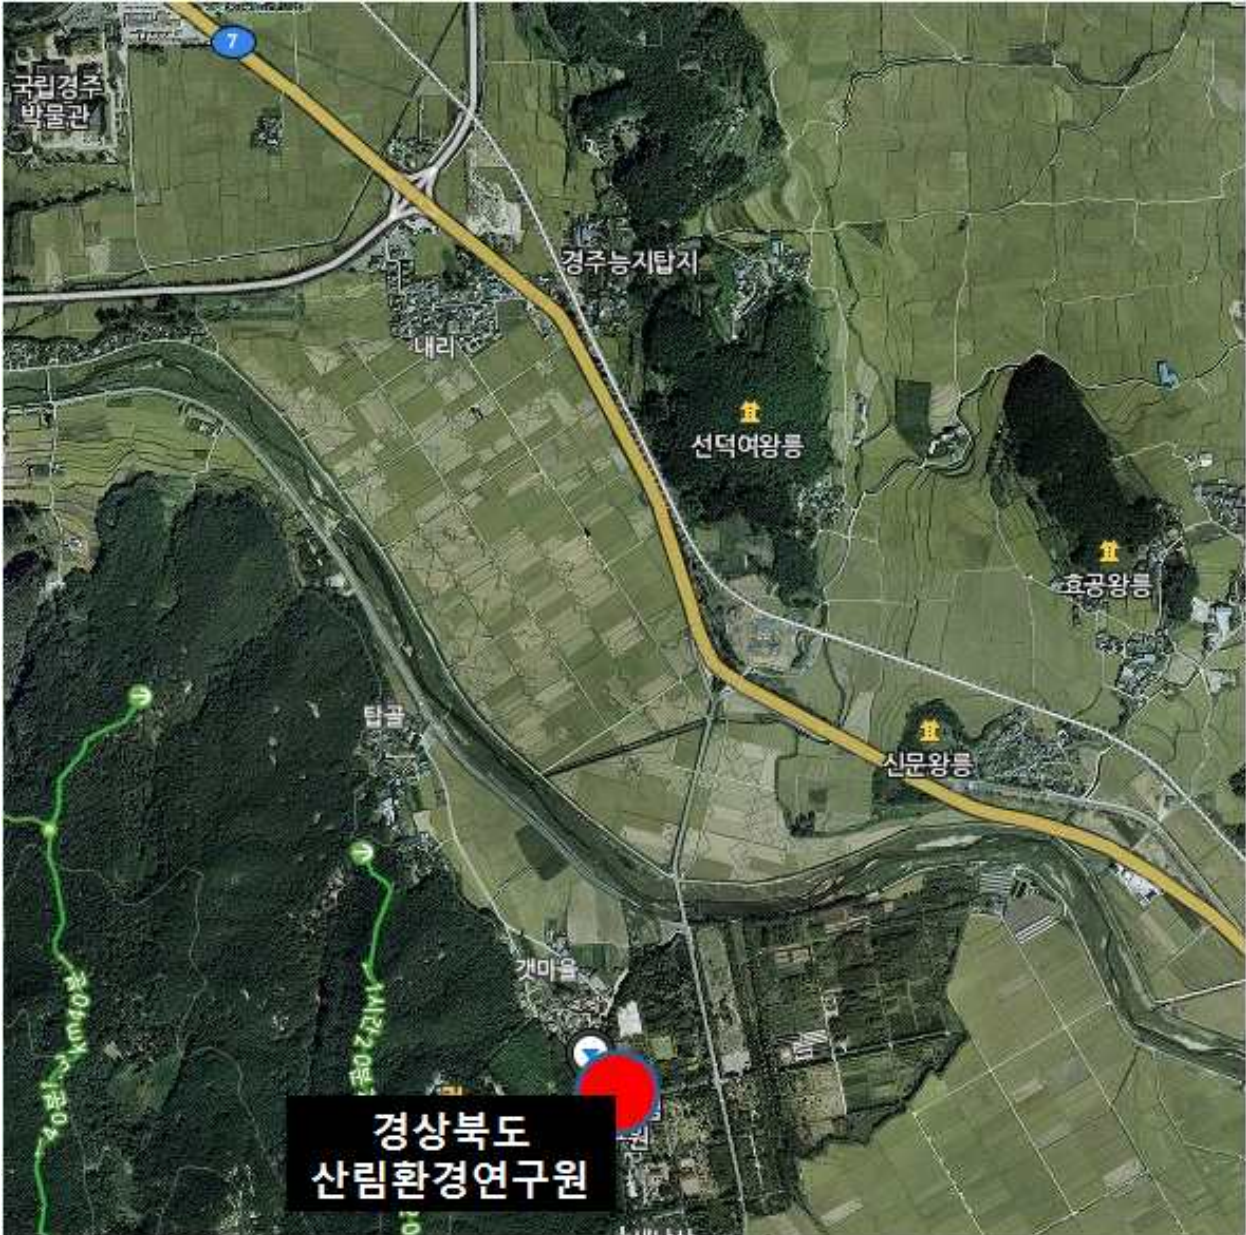 7
국립경주
박물관
경주능지탑지
내리
선덕여왕릉
효공왕릉
탑골
신문왕릉
갯마을
경상북도
산림환경연구원
원